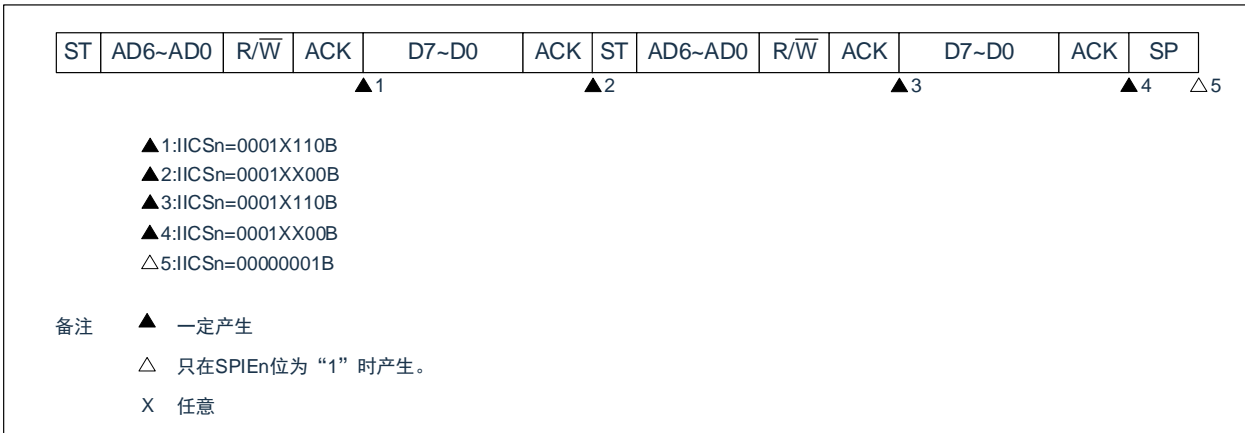 ST AD6~AD0 R/W̅ ACK D7~D0 ACK ST AD6~AD0 R/W̅ ACK D7~D0 ACK SP
▲1 ▲2 ▲3 ▲4 △5
▲1:IICSn=0001X110B
▲2:IICSn=0001XX00B
▲3:IICSn=0001X110B
▲4:IICSn=0001XX00B
△5:IICSn=00000001B
备注 ▲ 一定产生
△ 只在SPIEn位为“1”时产生。
X 任意